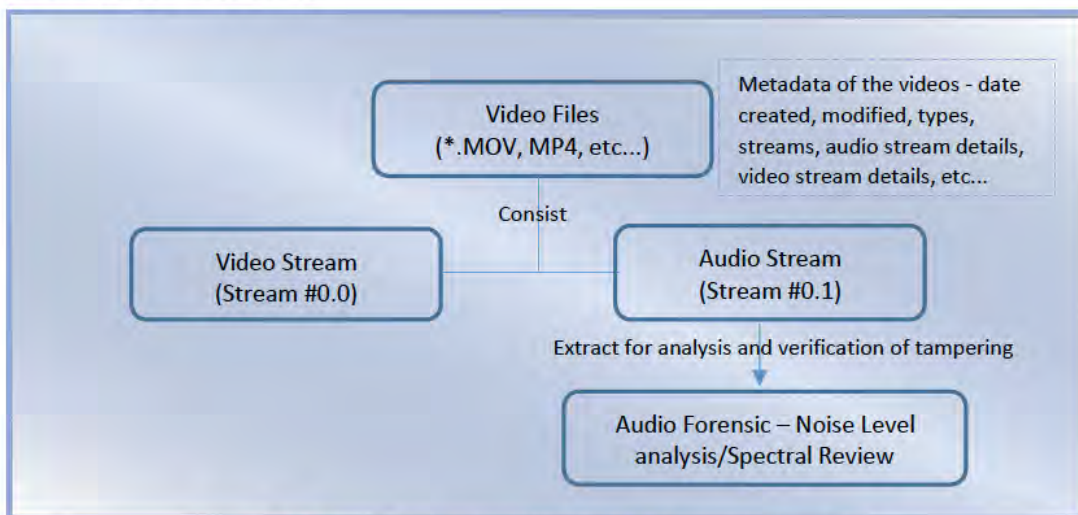 Video Files
(*.MOV, MP4, etc...)
Metadata of the videos - date
created, modified, types,
streams, audio stream details,
video stream details, etc...
Consist
Video Stream
(Stream #0.0)
Audio Stream
(Stream #0.1)
Extract for analysis and verification of tampering
Audio Forensic – Noise Level
analysis/Spectral Review